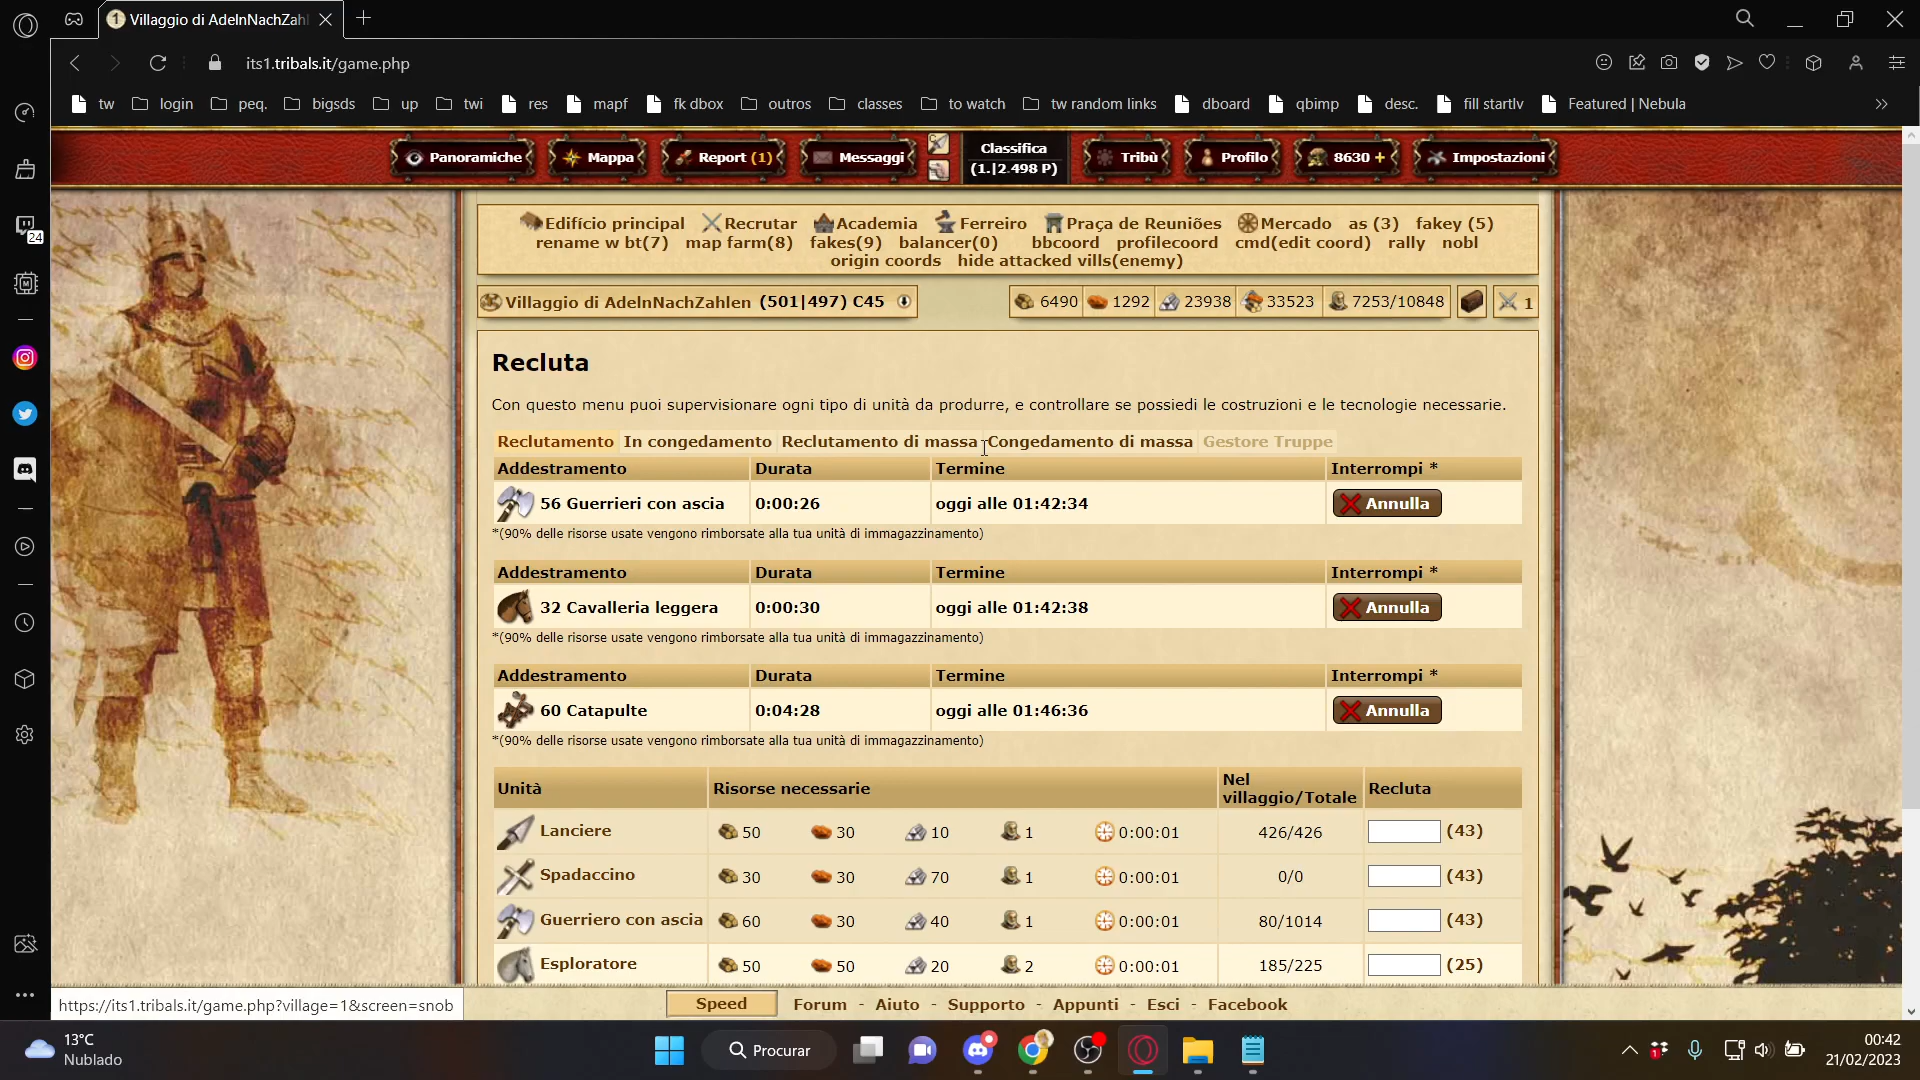 Villaggio di AdelnNachZahl
its1.tribals.it/game.php
tw login peq. bigsds up twi res mapf fk dbox outros classes to watch tw random links dboard qbimp desc. fill startlv Featured | Nebula
Panoramiche Mappa Report (1) Messaggi Classifica (1.|2.498 P) Tribù Profilo 8630 + Impostazioni
24
Edifício principal Recrutar Academia Ferreiro Praça de Reuniões Mercado as (3) fakey (5)
rename w bt(7) map farm(8) fakes(9) balancer(0) bbcoord profilecoord cmd(edit coord) rally nobl
origin coords hide attacked vills(enemy)
Villaggio di AdelnNachZahlen (501|497) C45 6490 1292 23938 33523 7253/10848 1
Recluta
Con questo menu puoi supervisionare ogni tipo di unità da produrre, e controllare se possiedi le costruzioni e le tecnologie necessarie.
Reclutamento In congedamento Reclutamento di massa Congedamento di massa Gestore Truppe
Addestramento Durata Termine Interrompi *
56 Guerrieri con ascia 0:00:26 oggi alle 01:42:34 Annulla
*(90% delle risorse usate vengono rimborsate alla tua unità di immagazzinamento)
Addestramento Durata Termine Interrompi *
32 Cavalleria leggera 0:00:30 oggi alle 01:42:38 Annulla
*(90% delle risorse usate vengono rimborsate alla tua unità di immagazzinamento)
Addestramento Durata Termine Interrompi *
60 Catapulte 0:04:28 oggi alle 01:46:36 Annulla
*(90% delle risorse usate vengono rimborsate alla tua unità di immagazzinamento)
Unità Risorse necessarie Nel villaggio/Totale Recluta
Lanciere 50 30 10 1 0:00:01 426/426 (43)
Spadaccino 30 30 70 1 0:00:01 0/0 (43)
Guerriero con ascia 60 30 40 1 0:00:01 80/1014 (43)
Esploratore 50 50 20 2 0:00:01 185/225 (25)
https://its1.tribals.it/game.php?village=1&screen=snob
Speed Forum - Aiuto - Supporto - Appunti - Esci - Facebook
13°C
Nublado
Procurar
00:42
21/02/2023